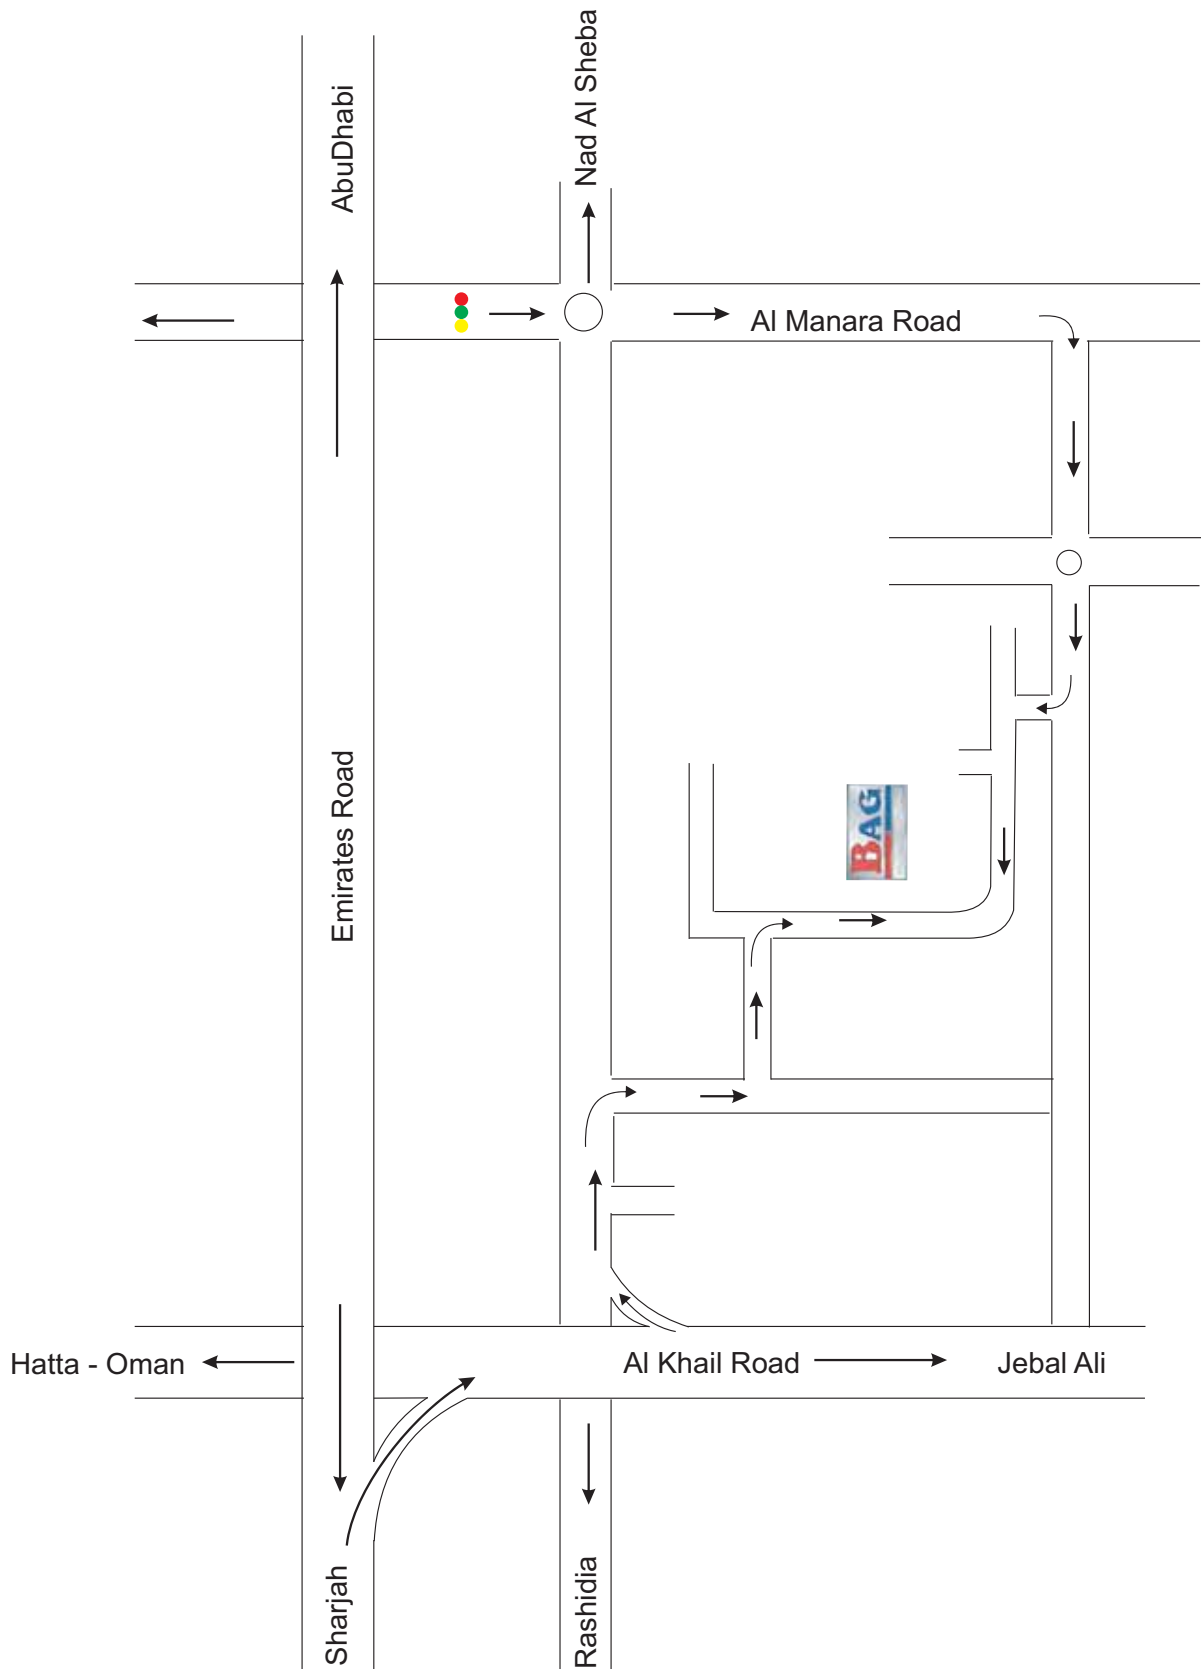 AbuDhabi
Nad Al Sheba
Al Manara Road
Emirates Road
BAG
Hatta - Oman
Al Khail Road
Jebal Ali
Sharjah
Rashidia